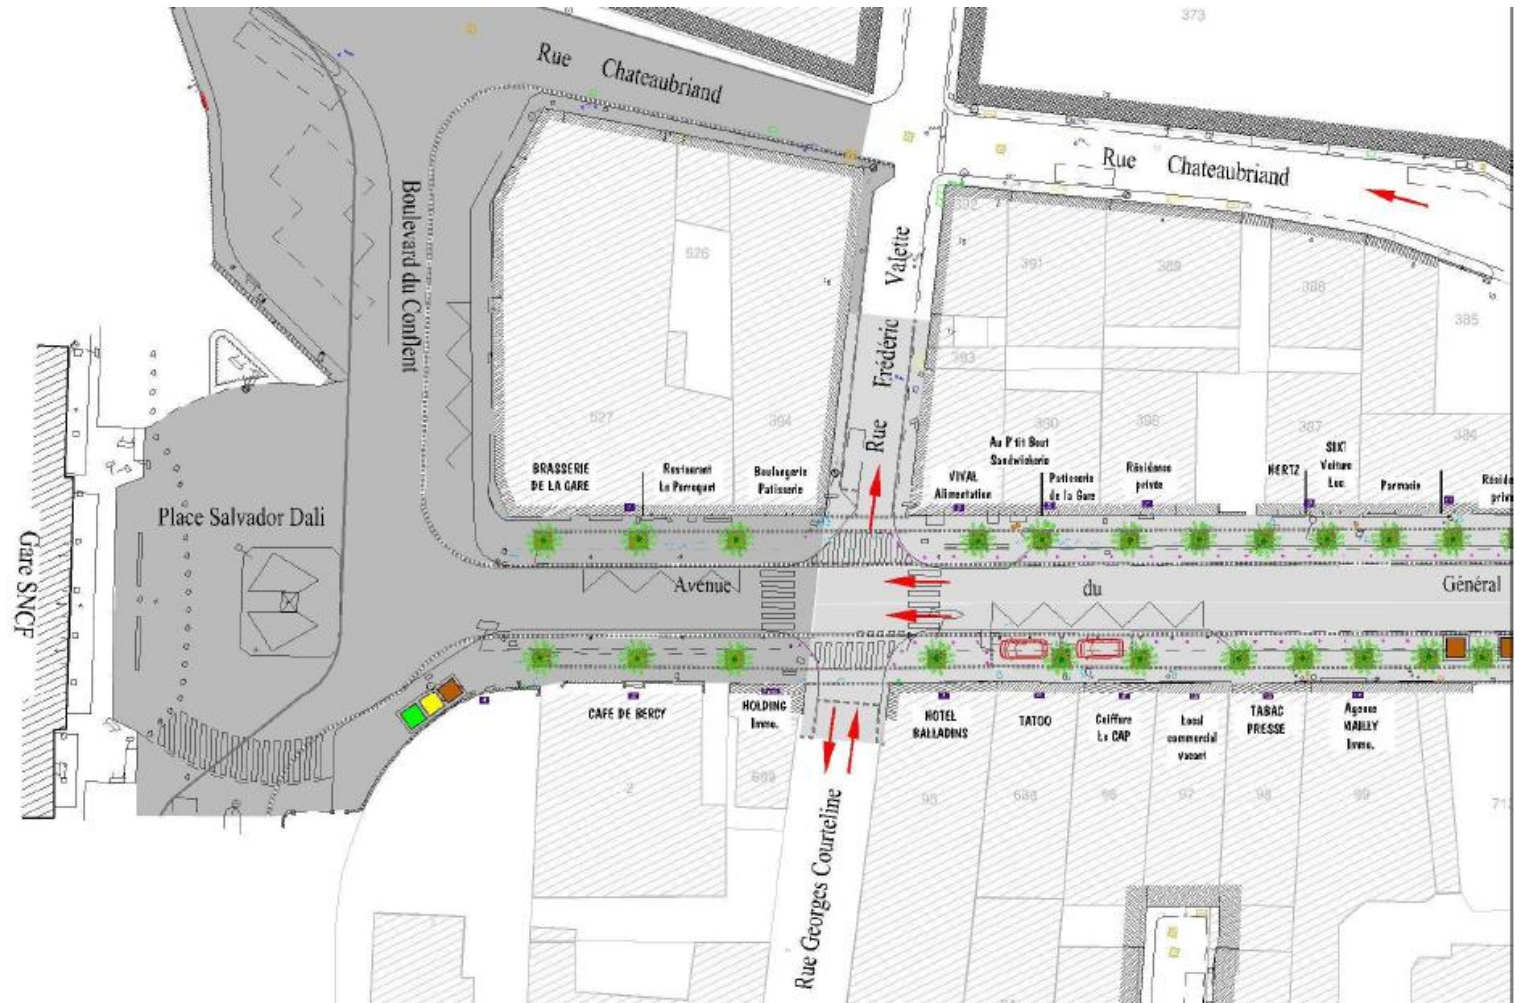 373
Rue Chateaubriand
Rue Chateaubriand
Boulevard du Conflent
Rue Frédéric Valette
526
391
389
388
385
393
527
394
390
396
387
384
BRASSERIE
DE LA GARE
Restaurant
Le Perroquet
Boulangerie
Patisserie
VIVAL
Alimentation
Au P'tit Bout
Sandwicherie
Patisserie
de la Gare
Résidence
privée
HERTZ
SIXT
Voiture
Loc.
Parmacie
Place Salvador Dali
Gare SNCF
Avenue du Général
CAFE DE BERCY
HOLDING
Immo.
HOTEL
BALLADINS
TATOO
Coiffure
Le CAP
Local
commercial
vacant
TABAC
PRESSE
Agence
MAILLY
Immo.
2
699
95
688
96
97
98
99
Rue Georges Courteline